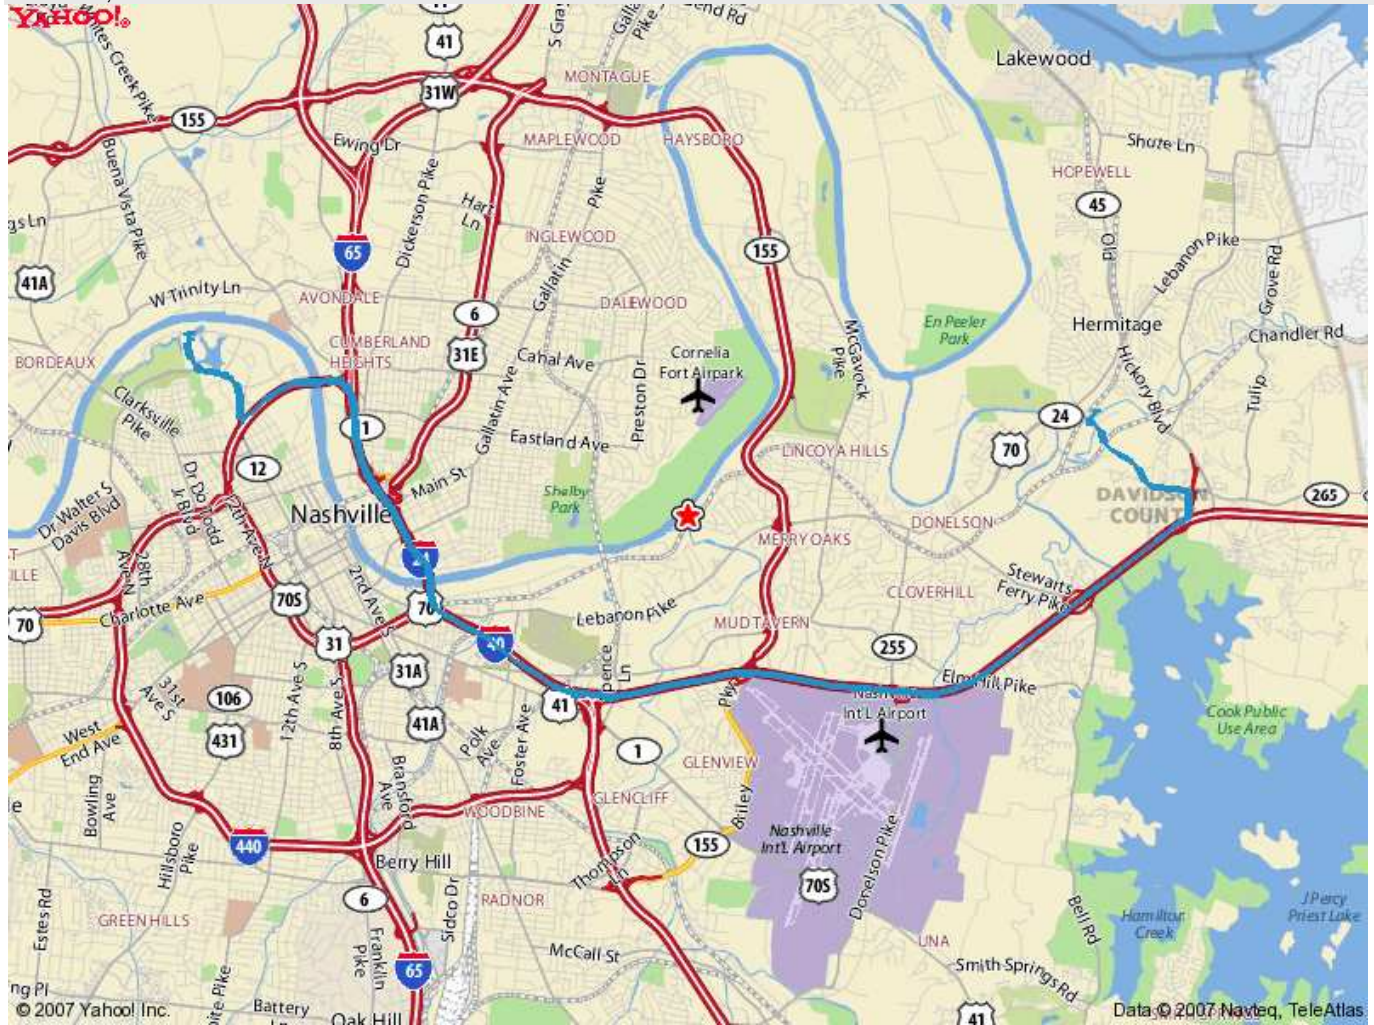 YAHOO!
41
Pike
Lakewood
MONTAGUE
31W
155
Ewing Dr
MAPLEWOOD
HAYSBORO
Shute Ln
HOPEWELL
Buena Vista Pike
Dickerson Pike
Hart
Ln
Pike
45
Old
Lebanon Pike
Grove Rd
INGLEWOOD
65
155
41A
Gallatin
W Trinity Ln
AVONDALE
6
DALEWOOD
En Peeler
Park
Hermitage
Chandler Rd
CUMBERLAND
HEIGHTS
BORDEAUX
31E
Canal Ave
Cornelia
Fort Airpark
McGavock
Pike
Hickory Blvd
Tulip
Clarksville
Pike
Gallatin Ave
Preston Dr
24
70
1
Eastland Ave
LINCOYA HILLS
12
Main St
Dr Walter S
Davis Blvd
Shelby
Park
Nashville
DAVIDSON
COUNTY
265
DONELSON
MERRY OAKS
28th
Ave N
12th Ave N
2nd Ave S
Stewarts
Ferry Pike
CLOVERHILL
Charlotte Ave
70
70S
70
Lebanon Pike
MUD TAVERN
31
40
255
31A
Elm Hill Pike
31st
Ave S
106
431
12th Ave S
8th Ave S
41A
41
Nashville
Int'L Airport
West
End Ave
Polk
Ave
Foster Ave
1
GLENVIEW
Cook Public
Use Area
Bowling
Ave
Bransford
Ave
WOODBINE
GLENCLIFF
Briley
Hillsboro
Pike
440
Berry Hill
Thompson
Ln
155
Nashville
Int'L Airport
70S
Donelson Pike
6
RADNOR
GREEN HILLS
Estes Rd
Franklin
Pike
Sidco Dr
Bell Rd
Hamilton
Creek
J Percy
Priest Lake
UNA
McCall St
Smith Springs Rd
65
Battery
Oak Hill
41
© 2007 Yahoo! Inc.
Data © 2007 Navteq, TeleAtlas